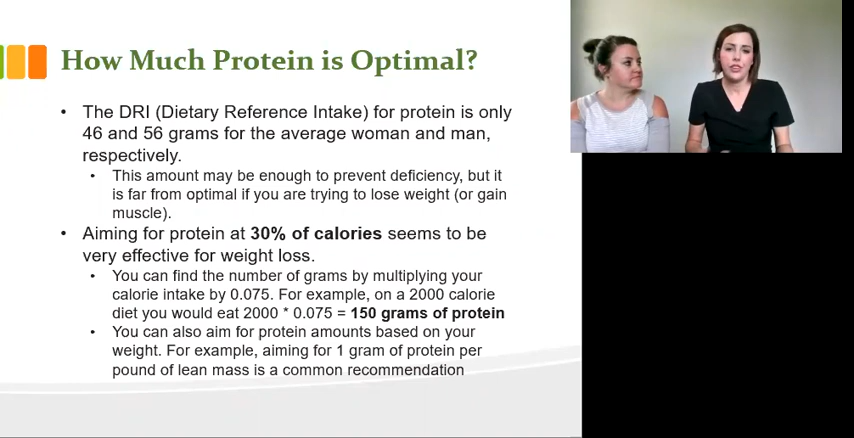 How Much Protein is Optimal?
• The DRI (Dietary Reference Intake) for protein is only
46 and 56 grams for the average woman and man,
respectively.
• This amount may be enough to prevent deficiency, but it
is far from optimal if you are trying to lose weight (or gain
muscle).
• Aiming for protein at 30% of calories seems to be
very effective for weight loss.
• You can find the number of grams by multiplying your
calorie intake by 0.075. For example, on a 2000 calorie
diet you would eat 2000 * 0.075 = 150 grams of protein
• You can also aim for protein amounts based on your
weight. For example, aiming for 1 gram of protein per
pound of lean mass is a common recommendation